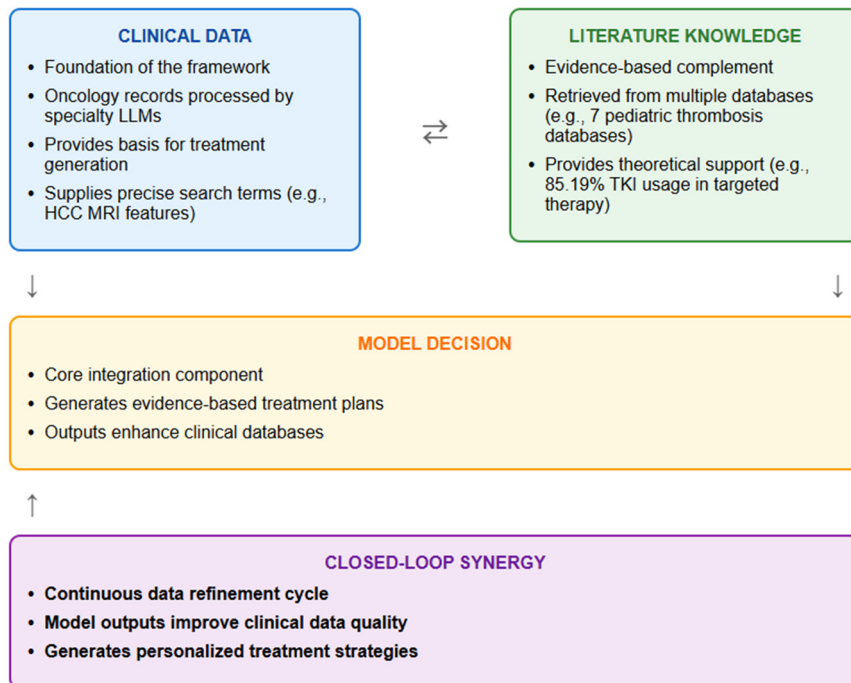 CLINICAL DATA
• Foundation of the framework
• Oncology records processed by
specialty LLMs
• Provides basis for treatment
generation
• Supplies precise search terms (e.g.,
HCC MRI features)
LITERATURE KNOWLEDGE
• Evidence-based complement
• Retrieved from multiple databases
(e.g., 7 pediatric thrombosis
databases)
• Provides theoretical support (e.g.,
85.19% TKI usage in targeted
therapy)
MODEL DECISION
• Core integration component
• Generates evidence-based treatment plans
• Outputs enhance clinical databases
CLOSED-LOOP SYNERGY
• Continuous data refinement cycle
• Model outputs improve clinical data quality
• Generates personalized treatment strategies